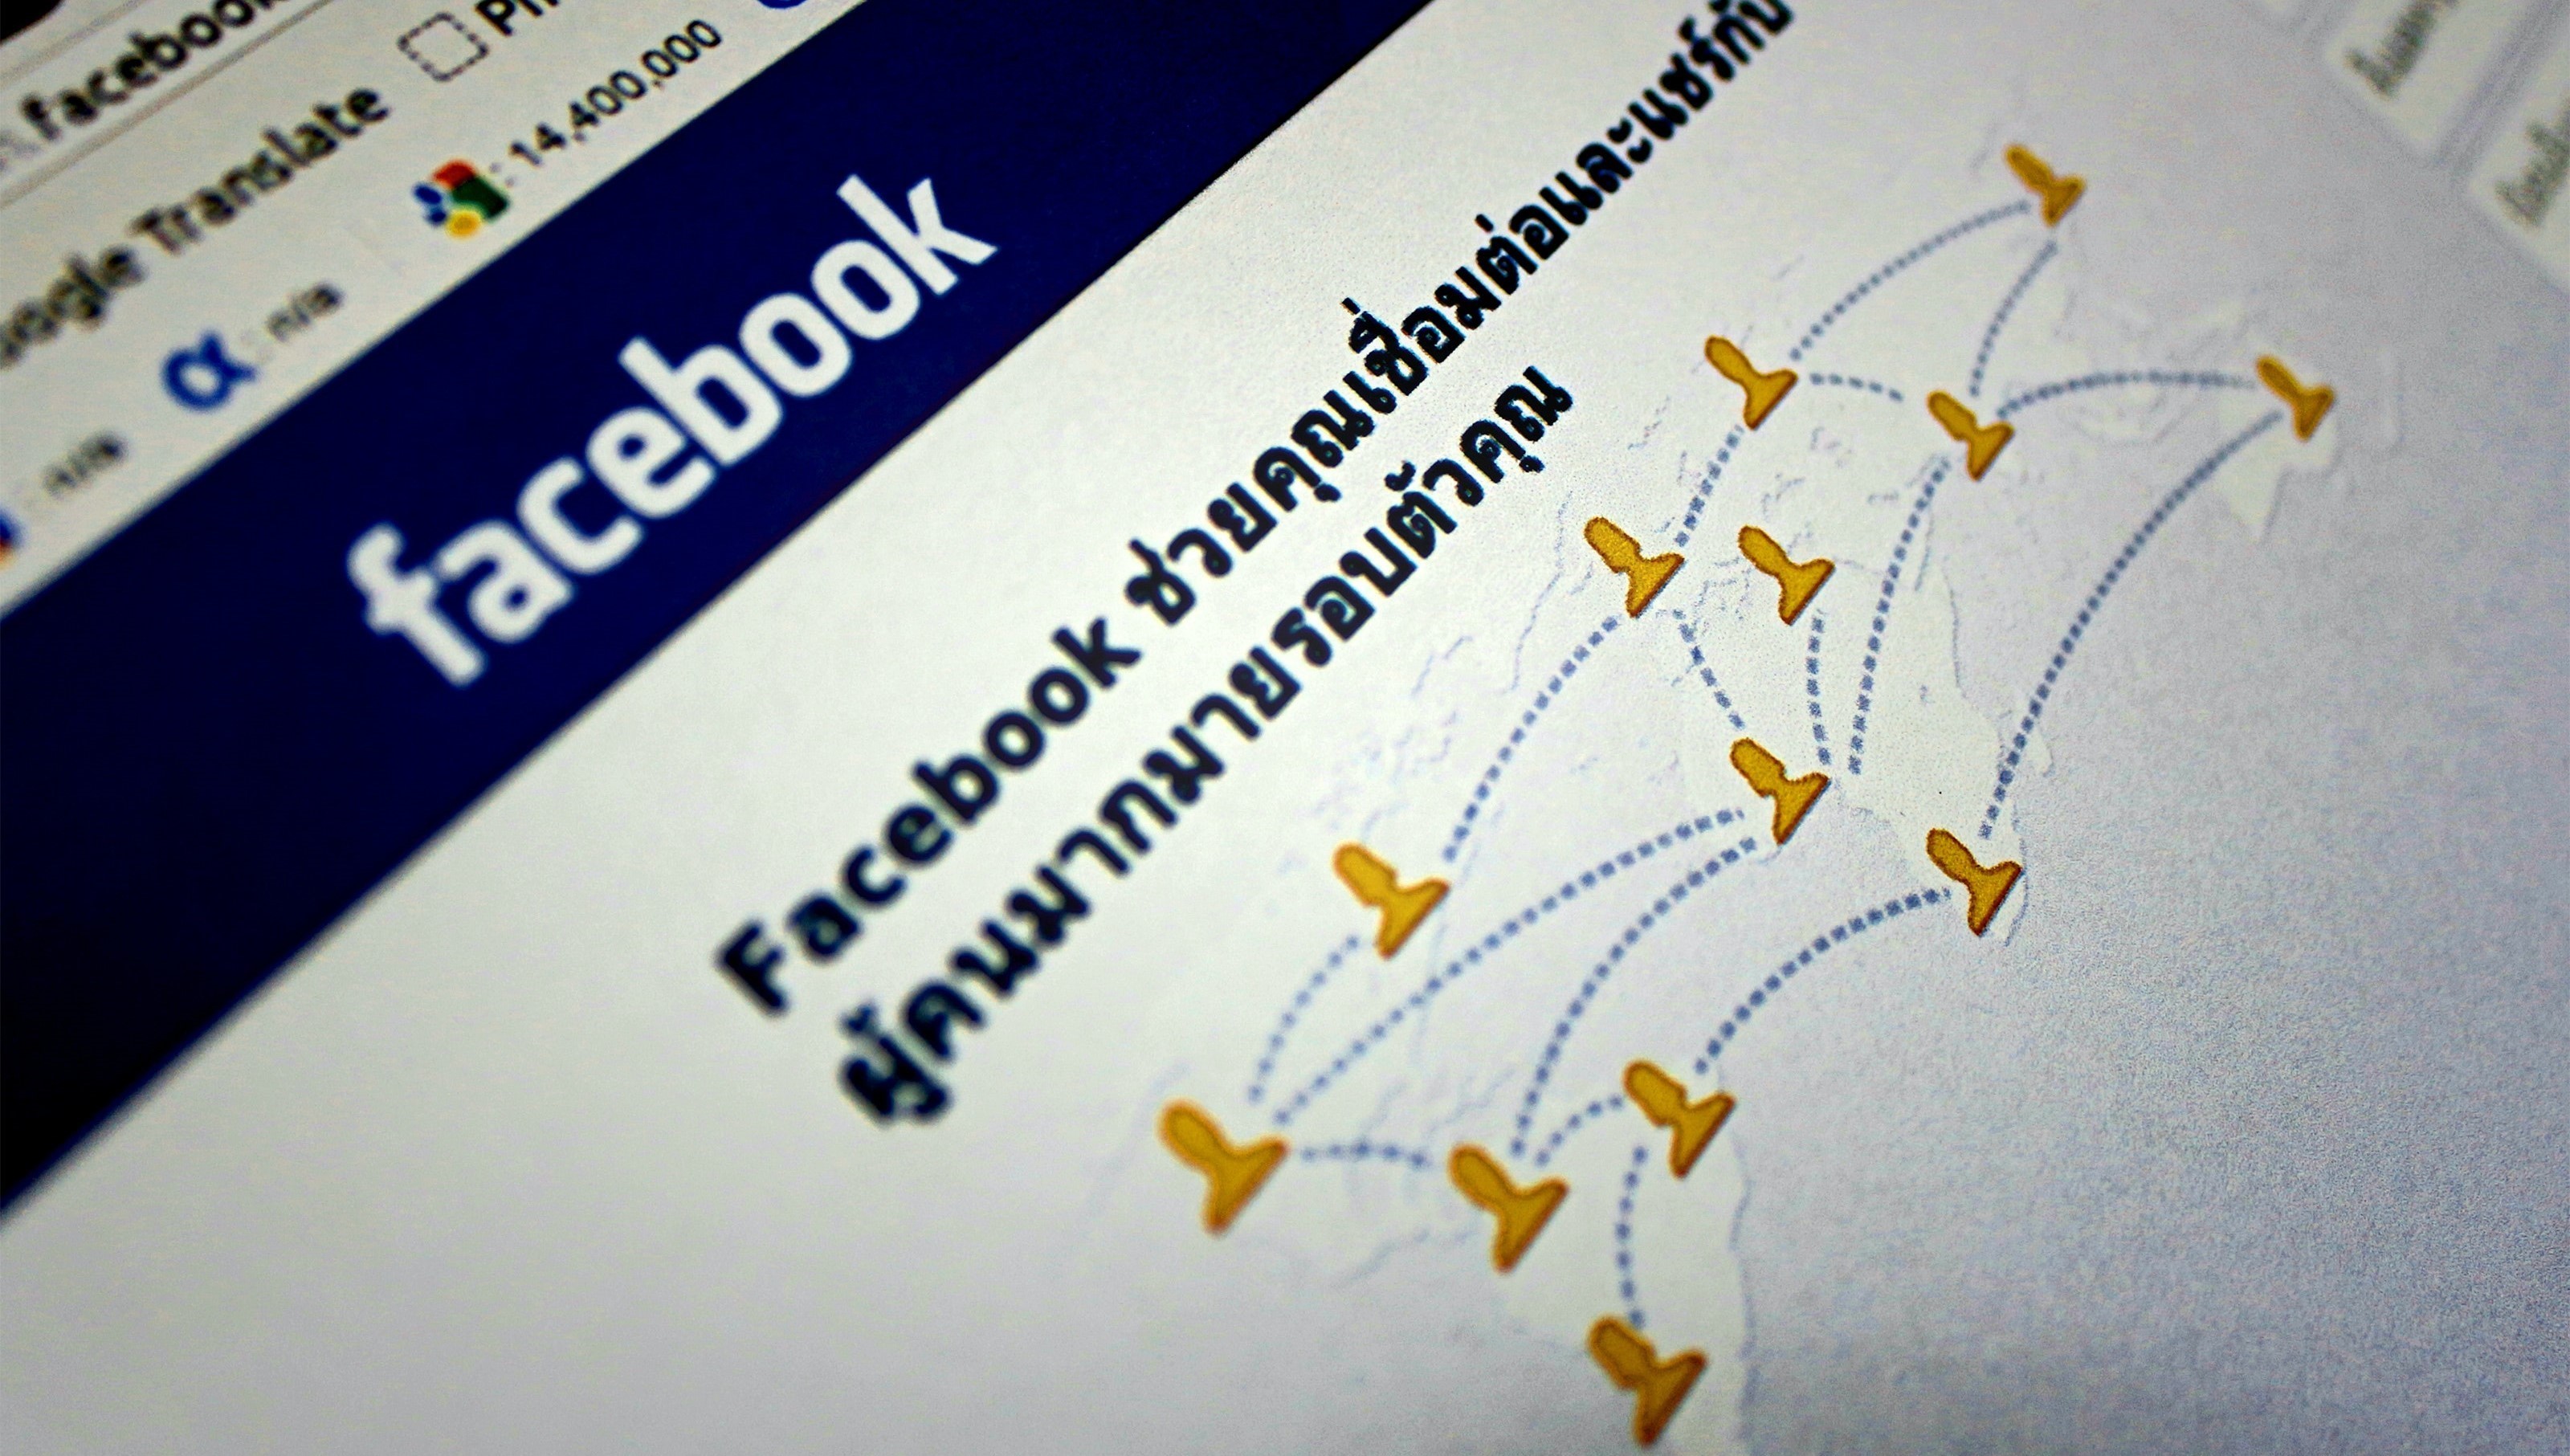 facebook
Google Translate
n/a
n/a
14,400,000
facebook
Facebook ช่วยคุณเชื่อมต่อและแชร์กับ
ผู้คนมากมายรอบตัวคุณ